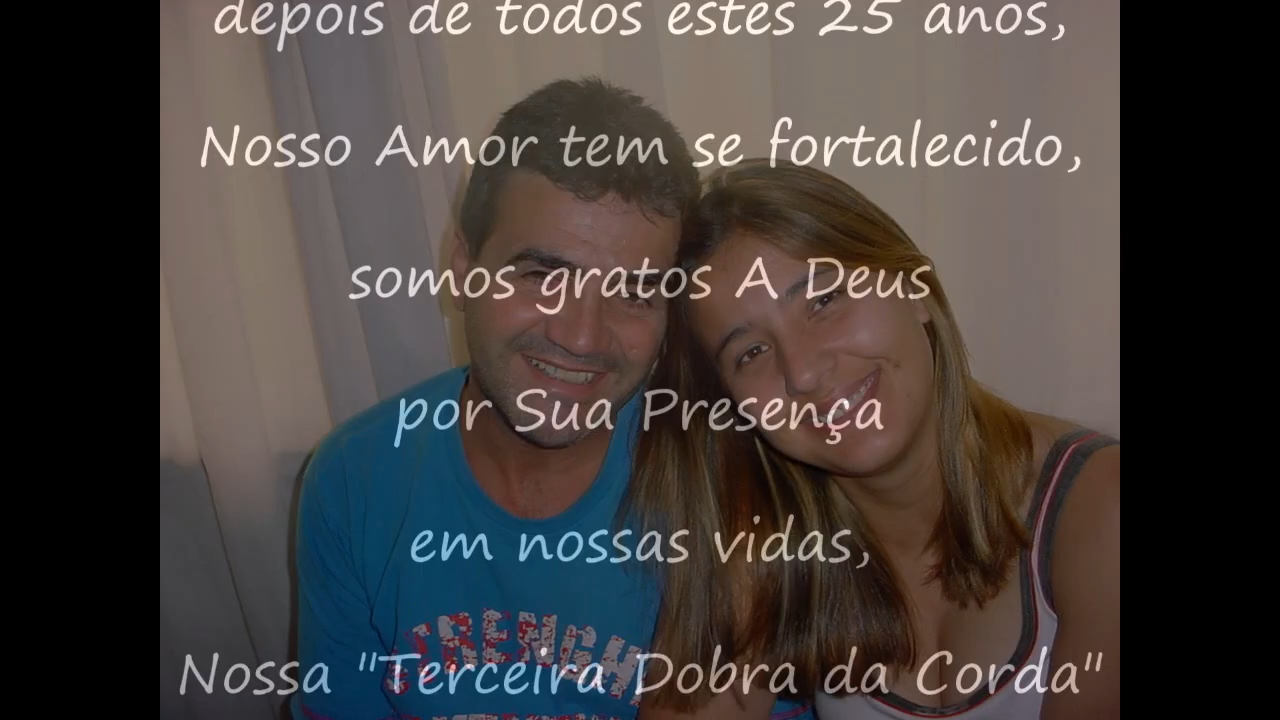 depois de todos estes 25 anos,
Nosso Amor tem se fortalecido,
somos gratos A Deus
por Sua Presença
em nossas vidas,
FRENCH
Nossa "Terceira Dobra da Corda"